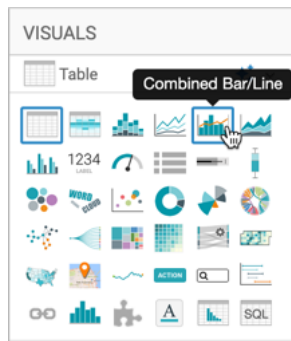 VISUALS
Table
Combined Bar/Line
1234
LABEL
WORD
CLOUD
ACTION
Q
A
SQL